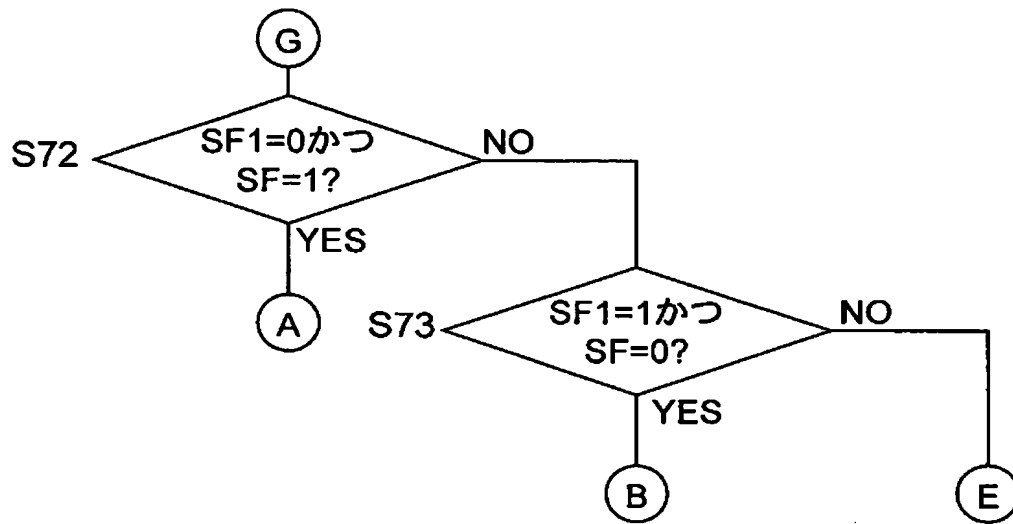 G
S72
SF1=0かつ
SF=1?
NO
YES
A
S73
SF1=1かつ
SF=0?
NO
YES
B
E